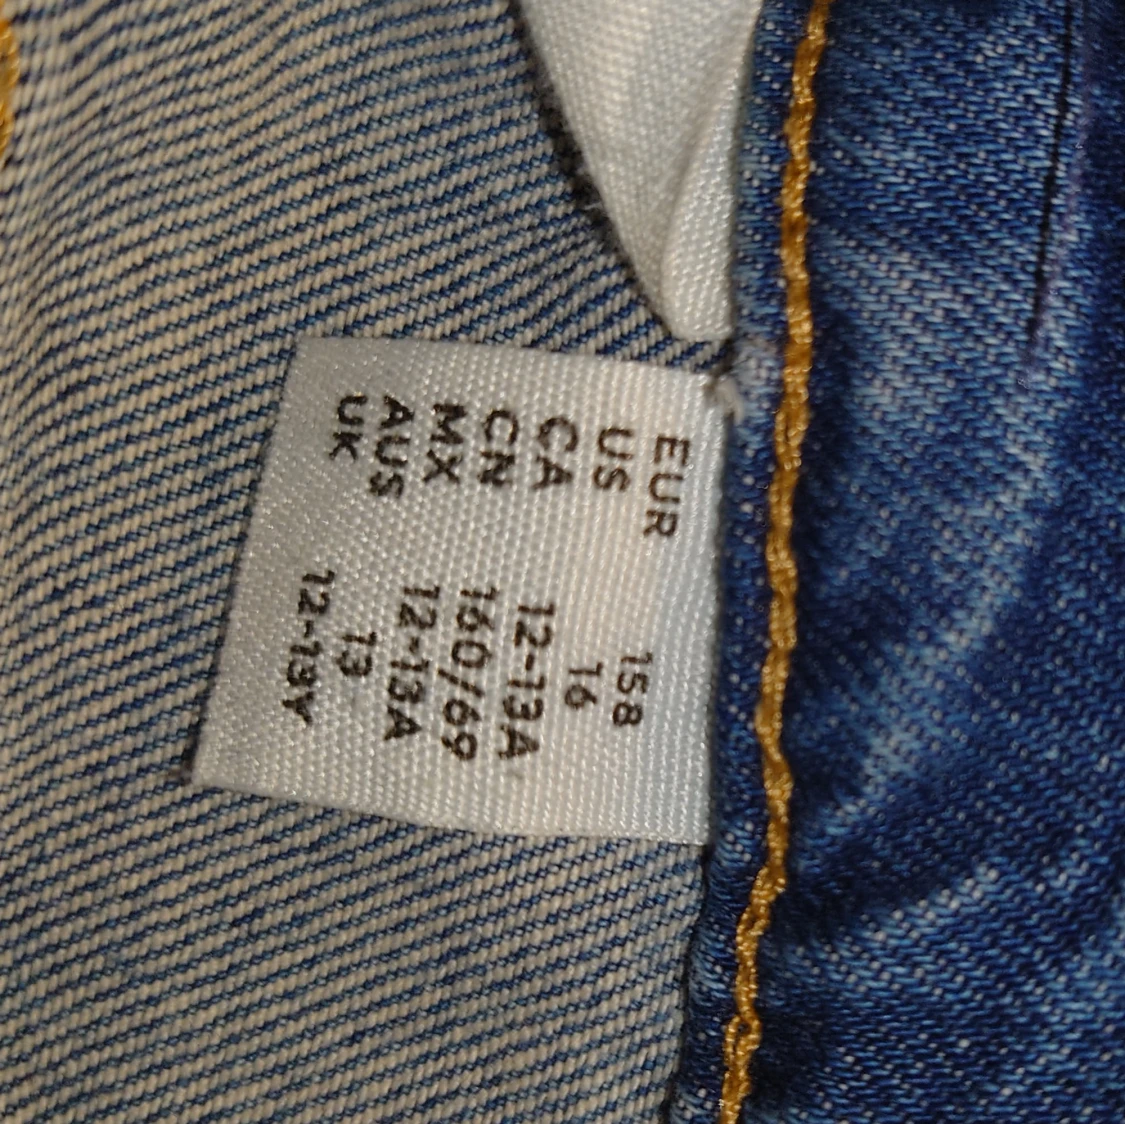 EUR 158
US 16
CA 12-13A
CN 160/69
MX 12-13A
AUS 13
UK 12-13Y